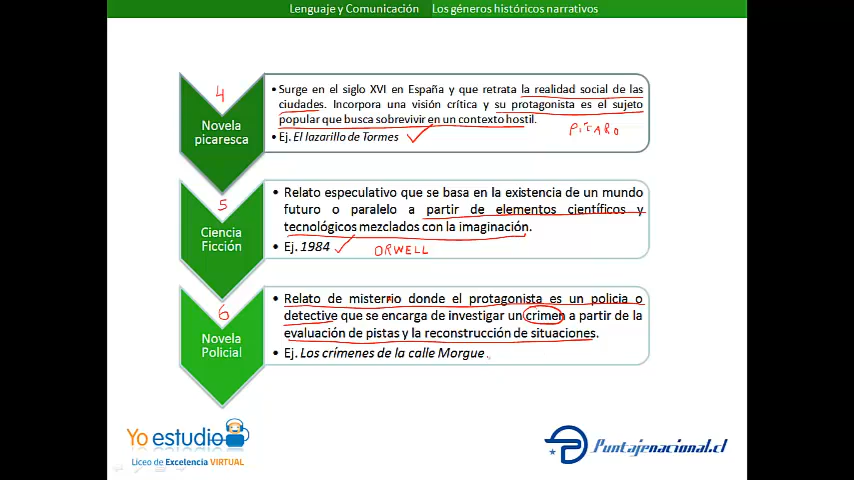 Lenguaje y Comunicación Los géneros históricos narrativos
4
Novela
picaresca
• Surge en el siglo XVI en España y que retrata la realidad social de las
ciudades. Incorpora una visión crítica y su protagonista es el sujeto
popular que busca sobrevivir en un contexto hostil.
PÍCARO
• Ej. El lazarillo de Tormes
5
Ciencia
Ficción
• Relato especulativo que se basa en la existencia de un mundo
futuro o paralelo a partir de elementos científicos y
tecnológicos mezclados con la imaginación.
• Ej. 1984
ORWELL
6
Novela
Policial
• Relato de misterio donde el protagonista es un policia o
detective que se encarga de investigar un crimen a partir de la
evaluación de pistas y la reconstrucción de situaciones.
• Ej. Los crímenes de la calle Morgue.
Yo estudio
Liceo de Excelencia VIRTUAL
Puntajenacional.cl